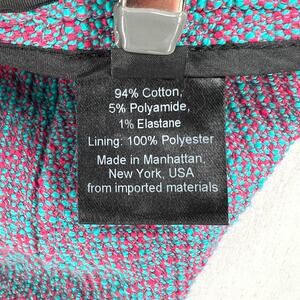 94% Cotton,
5% Polyamide,
1% Elastane
Lining: 100% Polyester
Made in Manhattan,
New York, USA
from imported materials